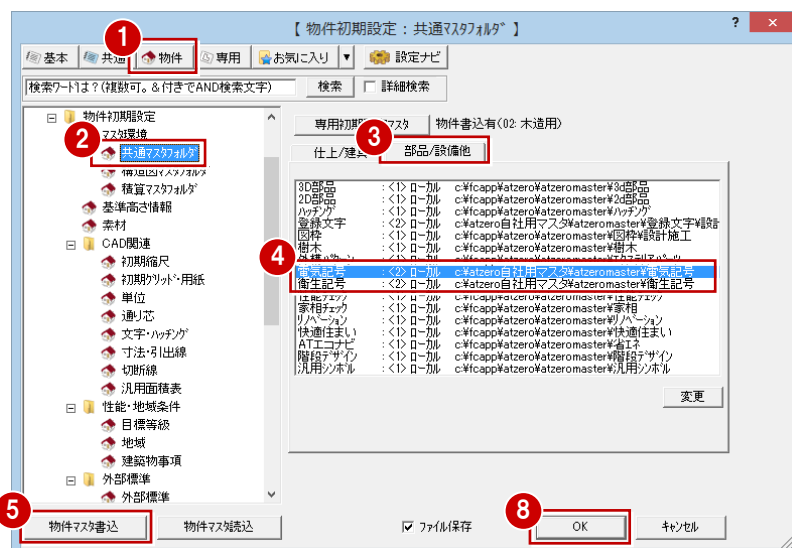 【 物件初期設定 : 共通ﾏｽﾀﾌｫﾙﾀﾞ 】
? ×
1
基本 共通 物件 専用 お気に入り ▼ 設定ナビ
[検索ワード]は?(複数可。&付きでAND検索文字) 検索 詳細検索
物件初期設定
2
共通ﾏｽﾀﾌｫﾙﾀﾞ
積算ﾏｽﾀﾌｫﾙﾀﾞ
基準高さ情報
素材
CAD関連
初期縮尺
初期ｸﾞﾘｯﾄﾞ・用紙
単位
通り芯
文字・ﾊｯﾁﾝｸﾞ
寸法・引出線
切断線
汎用面積表
性能・地域条件
目標等級
地域
建築物事項
外部標準
外部標準
物件書込有(02: 木造用)
3
仕上/建具 部品/設備他
3D部品 : <1> ﾛｰｶﾙ c:¥fcapp¥atzero¥atzeromaster¥3d部品
2D部品 : <1> ﾛｰｶﾙ c:¥fcapp¥atzero¥atzeromaster¥2d部品
ﾊｯﾁﾝｸﾞ : <1> ﾛｰｶﾙ c:¥fcapp¥atzero¥atzeromaster¥ﾊｯﾁﾝｸﾞ
登録文字 : <2> ﾛｰｶﾙ c:¥atzero自社用マスタ¥atzeromaster¥登録文字¥設計
図枠 : <1> ﾛｰｶﾙ c:¥fcapp¥atzero¥atzeromaster¥図枠¥設計施工
樹木 : <1> ﾛｰｶﾙ c:¥fcapp¥atzero¥atzeromaster¥樹木
4
電気記号 : <2> ﾛｰｶﾙ c:¥atzero自社用マスタ¥atzeromaster¥電気記号
衛生記号 : <2> ﾛｰｶﾙ c:¥atzero自社用マスタ¥atzeromaster¥衛生記号
性能ﾁｪｯｸ : <1> ﾛｰｶﾙ c:¥fcapp¥atzero¥atzeromaster¥性能ﾁｪｯｸ
家相ﾁｪｯｸ : <1> ﾛｰｶﾙ c:¥fcapp¥atzero¥atzeromaster¥家相
ﾘﾉﾍﾞｰｼｮﾝ : <1> ﾛｰｶﾙ c:¥fcapp¥atzero¥atzeromaster¥ﾘﾉﾍﾞｰｼｮﾝ
快適住まい : <1> ﾛｰｶﾙ c:¥fcapp¥atzero¥atzeromaster¥快適住まい
ATエコナビ : <1> ﾛｰｶﾙ c:¥fcapp¥atzero¥atzeromaster¥省エネ
階段ﾃﾞｻﾞｲﾝ : <1> ﾛｰｶﾙ c:¥fcapp¥atzero¥atzeromaster¥階段ﾃﾞｻﾞｲﾝ
汎用ｼﾝﾎﾞﾙ : <1> ﾛｰｶﾙ c:¥fcapp¥atzero¥atzeromaster¥汎用ｼﾝﾎﾞﾙ
変更
5 8
物件ﾏｽﾀ書込 物件ﾏｽﾀ読込 ﾌｧｲﾙ保存 OK ｷｬﾝｾﾙ